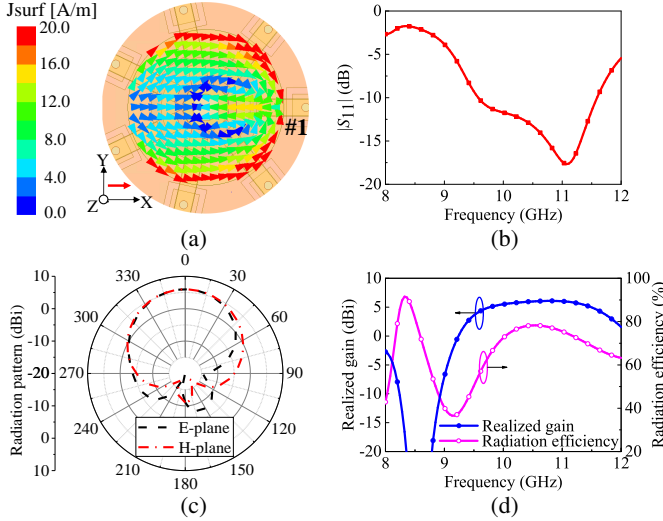 Jsurf [A/m]
20.0
16.0
12.0
8.0
4.0
0.0
#1
Y
Z
X
(a)
|S11| (dB)
0
-5
-10
-15
-20
8
9
10
11
12
Frequency (GHz)
(b)
Radiation pattern (dBi)
10
0
-10
-20
-10
0
10
0
30
60
90
120
150
180
210
240
270
300
330
E-plane
H-plane
(c)
Realized gain (dBi)
10
5
0
-5
-10
-15
-20
8
9
10
11
12
Frequency (GHz)
Radiation efficiency (%)
100
80
60
40
20
Realized gain
Radiation efficiency
(d)